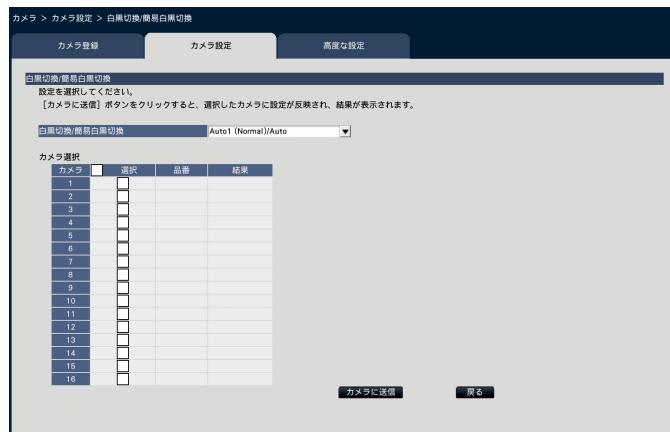 カメラ > カメラ設定 > 白黒切換/簡易白黒切換
カメラ登録 カメラ設定 高度な設定
白黒切換/簡易白黒切換
設定を選択してください。
［カメラに送信］ボタンをクリックすると、選択したカメラに設定が反映され、結果が表示されます。
白黒切換/簡易白黒切換 Auto1 (Normal)/Auto
カメラ選択
カメラ 選択 品番 結果
1
2
3
4
5
6
7
8
9
10
11
12
13
14
15
16
カメラに送信 戻る